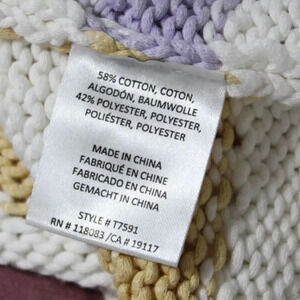 58% COTTON, COTON,
ALGODÓN, BAUMWOLLE
42% POLYESTER, POLYESTER,
POLIÉSTER, POLYESTER
MADE IN CHINA
FABRIQUÉ EN CHINE
FABRICADO EN CHINA
GEMACHT IN CHINA
STYLE # T7591
RN # 118083 /CA # 19117